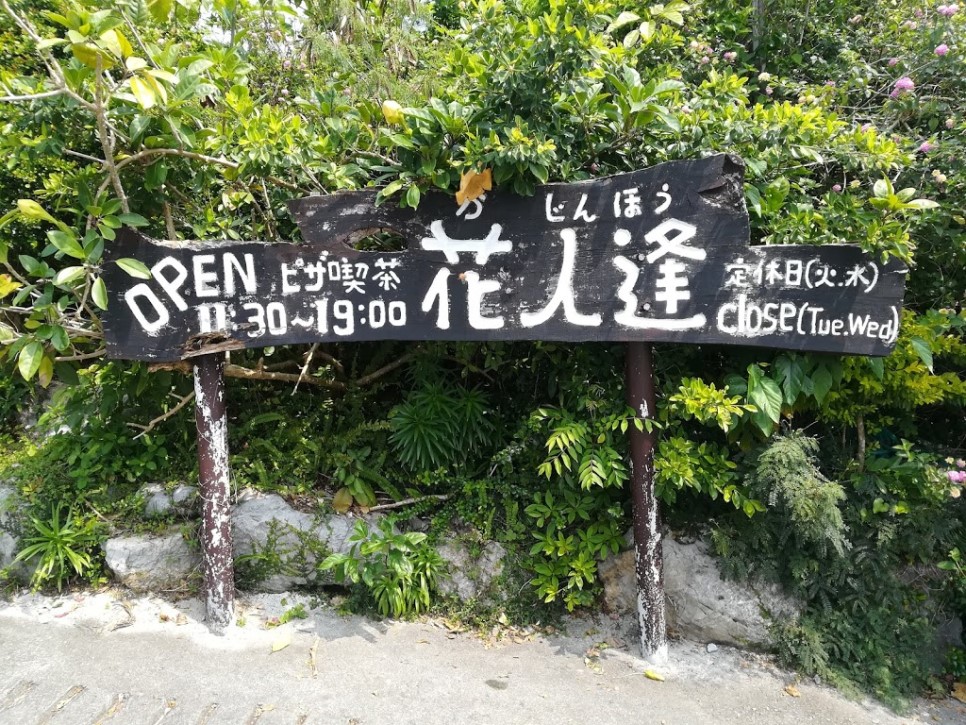 OPEN ピザ喫茶
11:30~19:00
が じんほう
花人逢
定休日(火.水)
close(Tue.Wed)